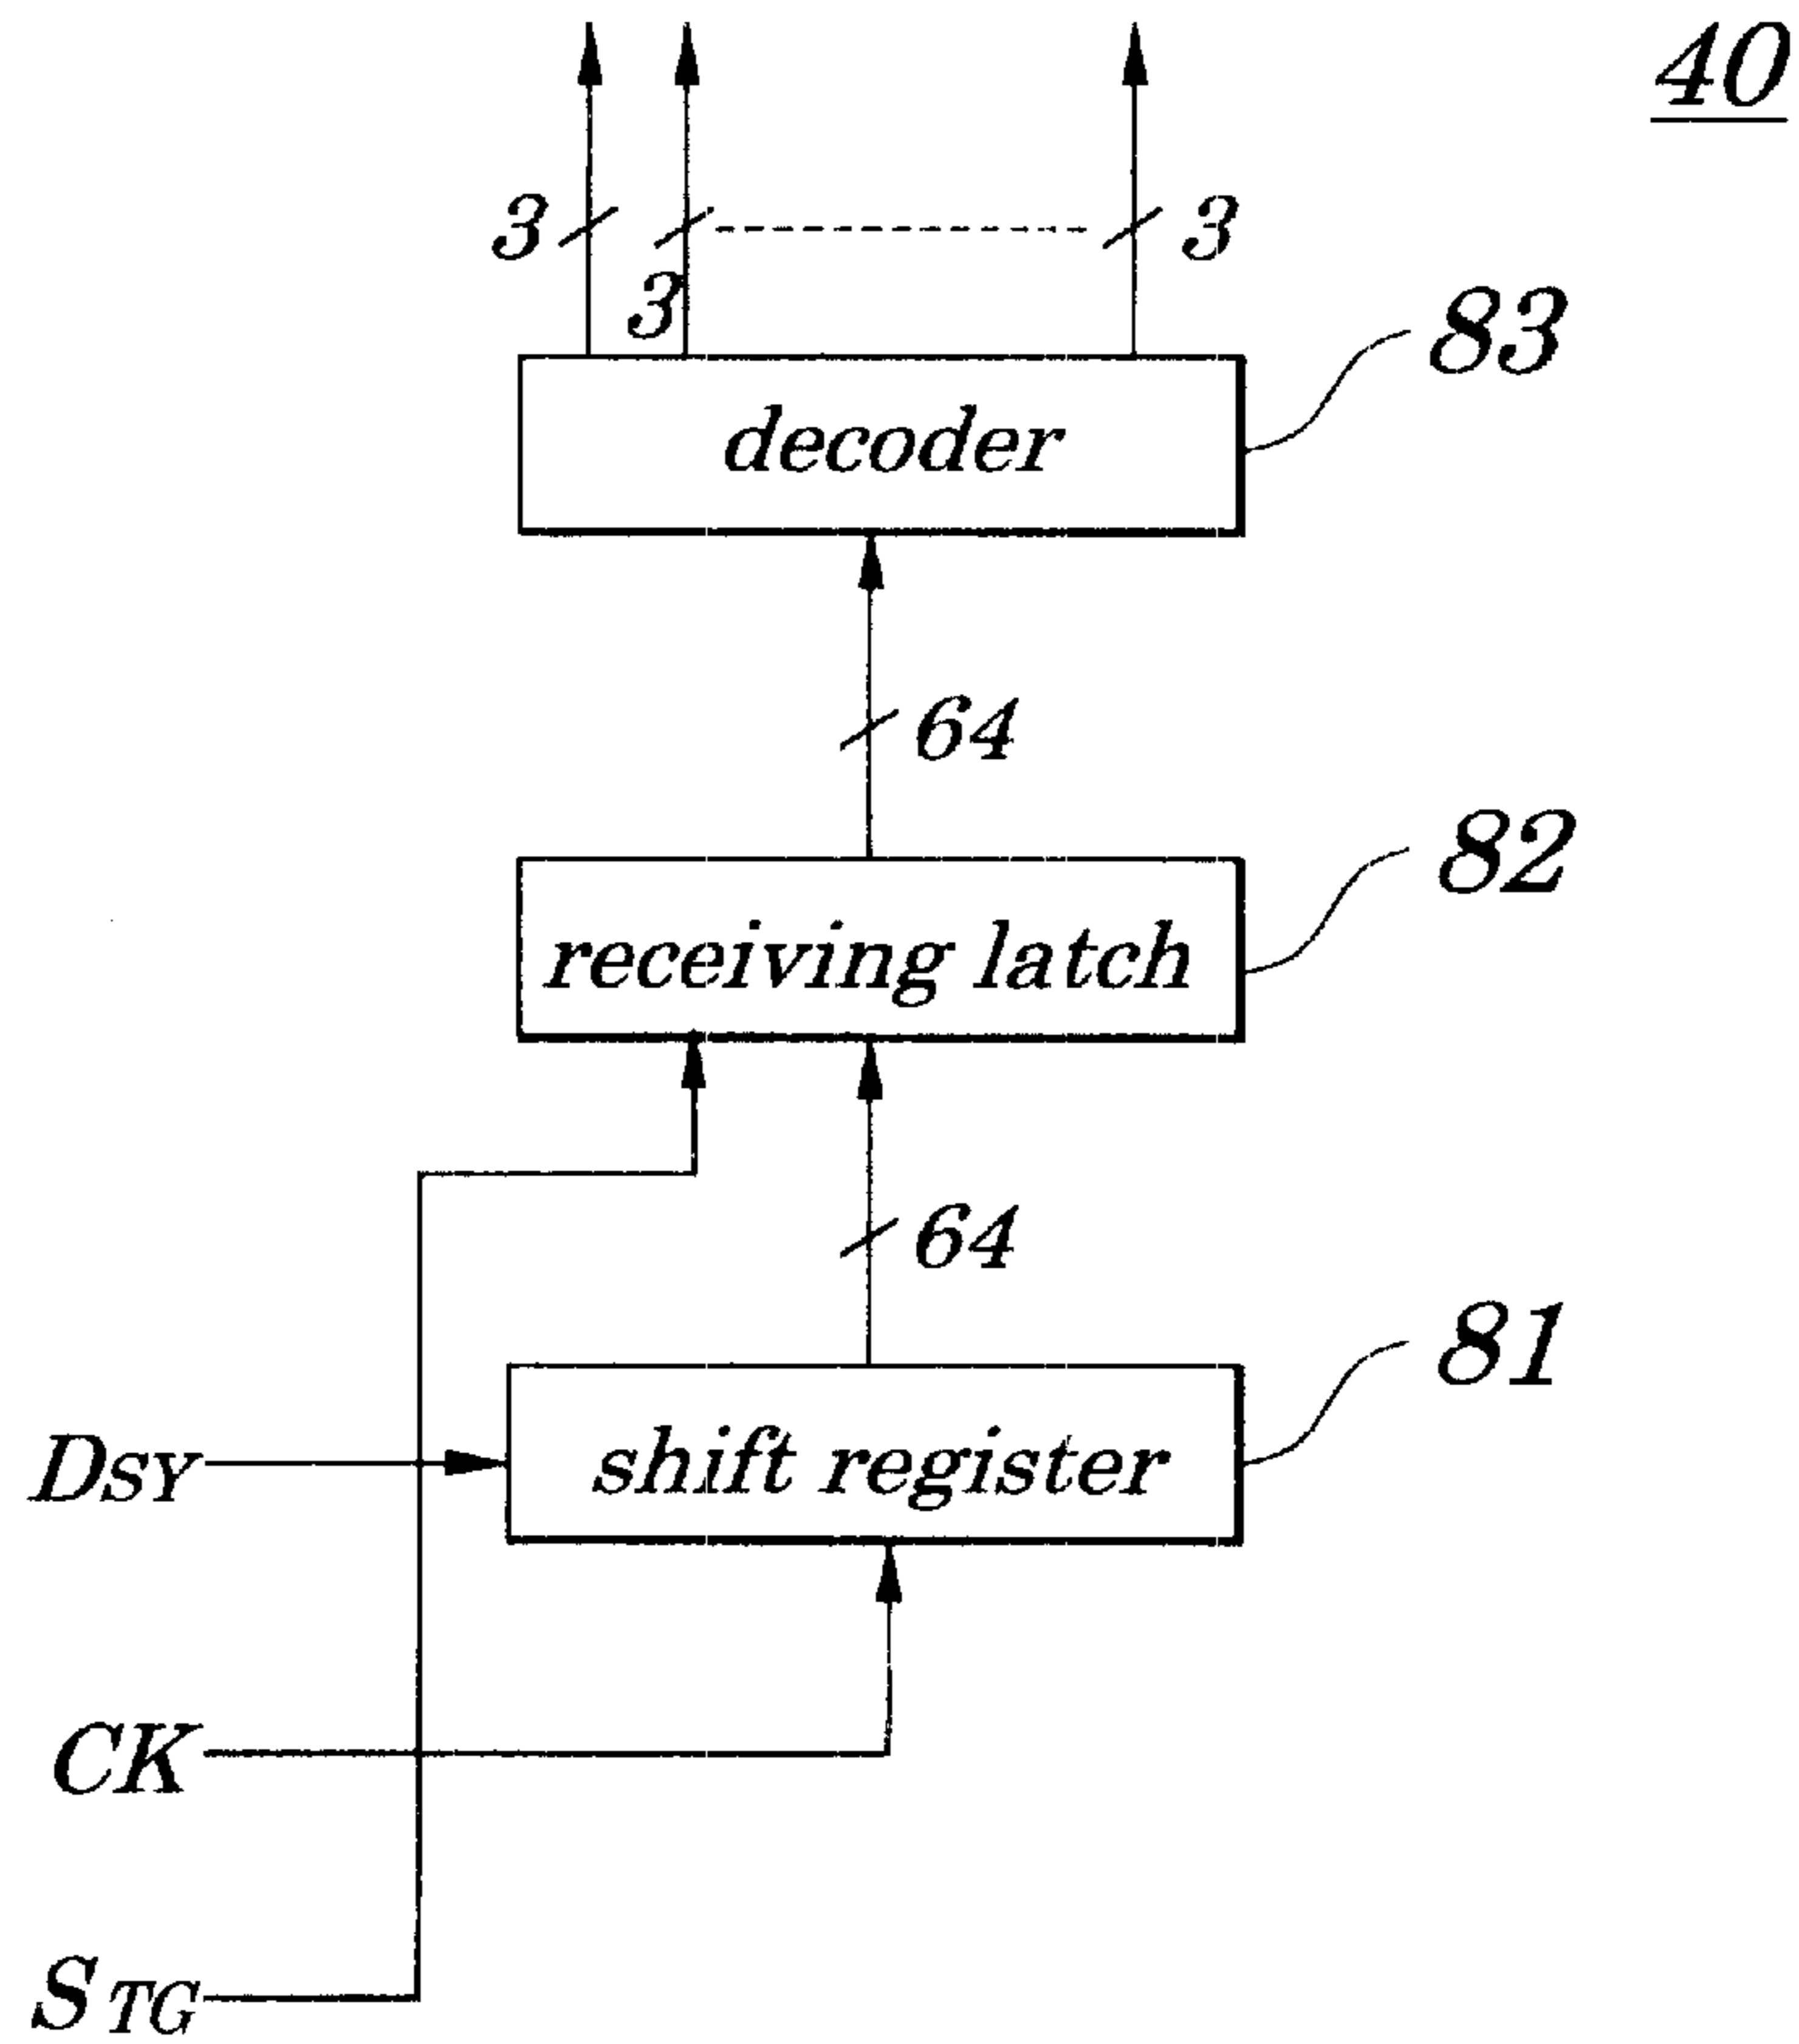 40
3
3
3
83
decoder
64
82
receiving latch
64
81
DSY
shift register
CK
STG